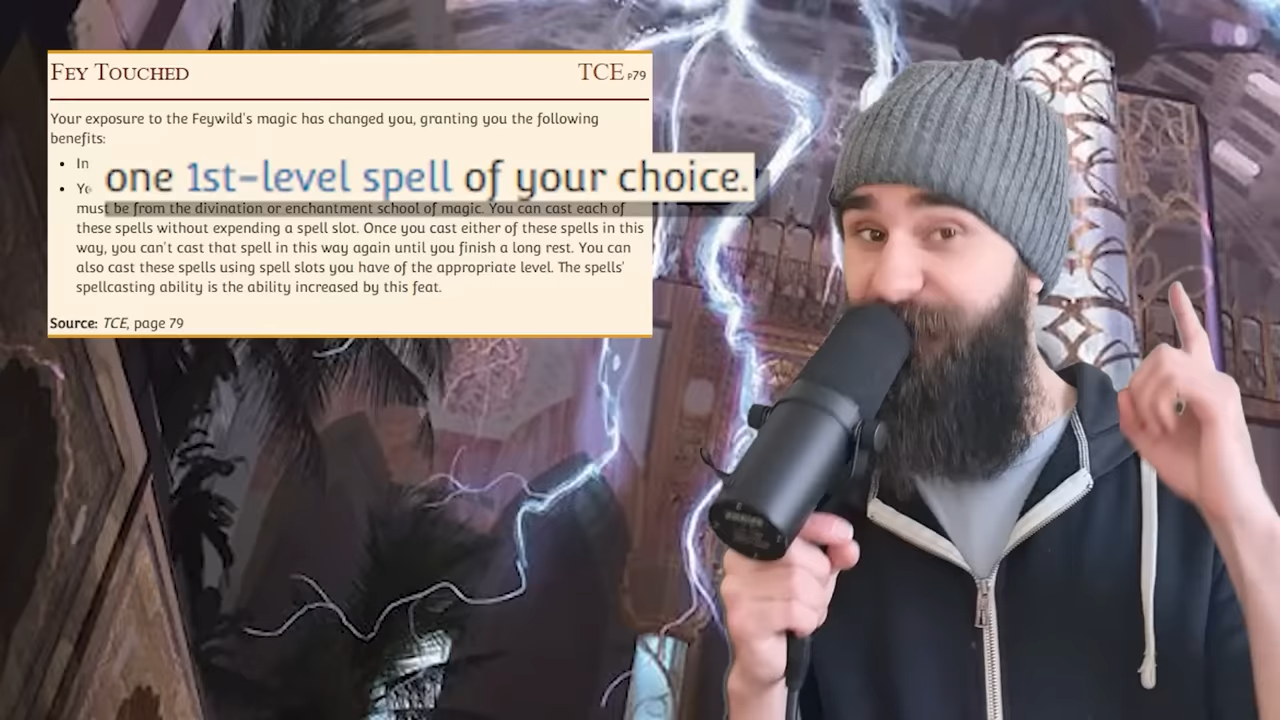 FEY TOUCHED TCE P79
Your exposure to the Feywild's magic has changed you, granting you the following
benefits:
• In
• Yo
one 1st-level spell of your choice.
must be from the divination or enchantment school of magic. You can cast each of
these spells without expending a spell slot. Once you cast either of these spells in this
way, you can't cast that spell in this way again until you finish a long rest. You can
also cast these spells using spell slots you have of the appropriate level. The spells'
spellcasting ability is the ability increased by this feat.
Source: TCE, page 79